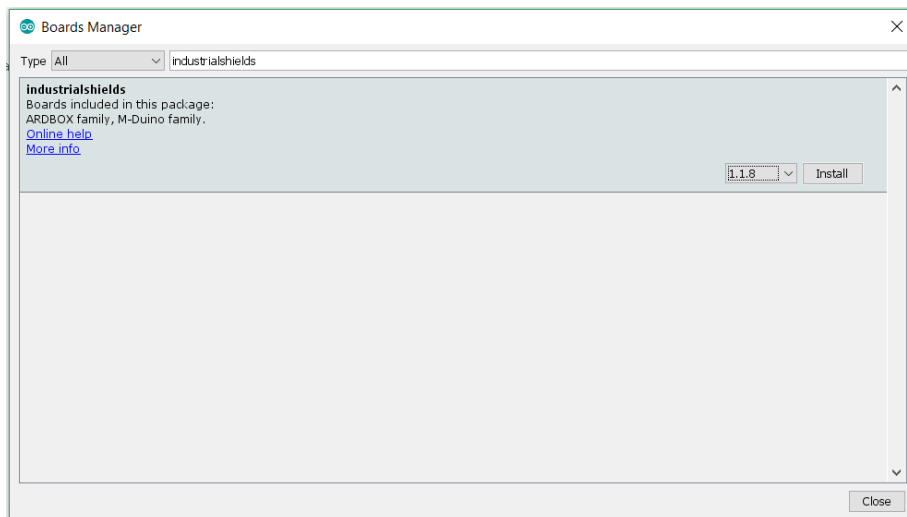 Boards Manager
Type All industrialshields
industrialshields
Boards included in this package:
ARDBOX family, M-Duino family.
Online help
More info
1.1.8 Install
Close